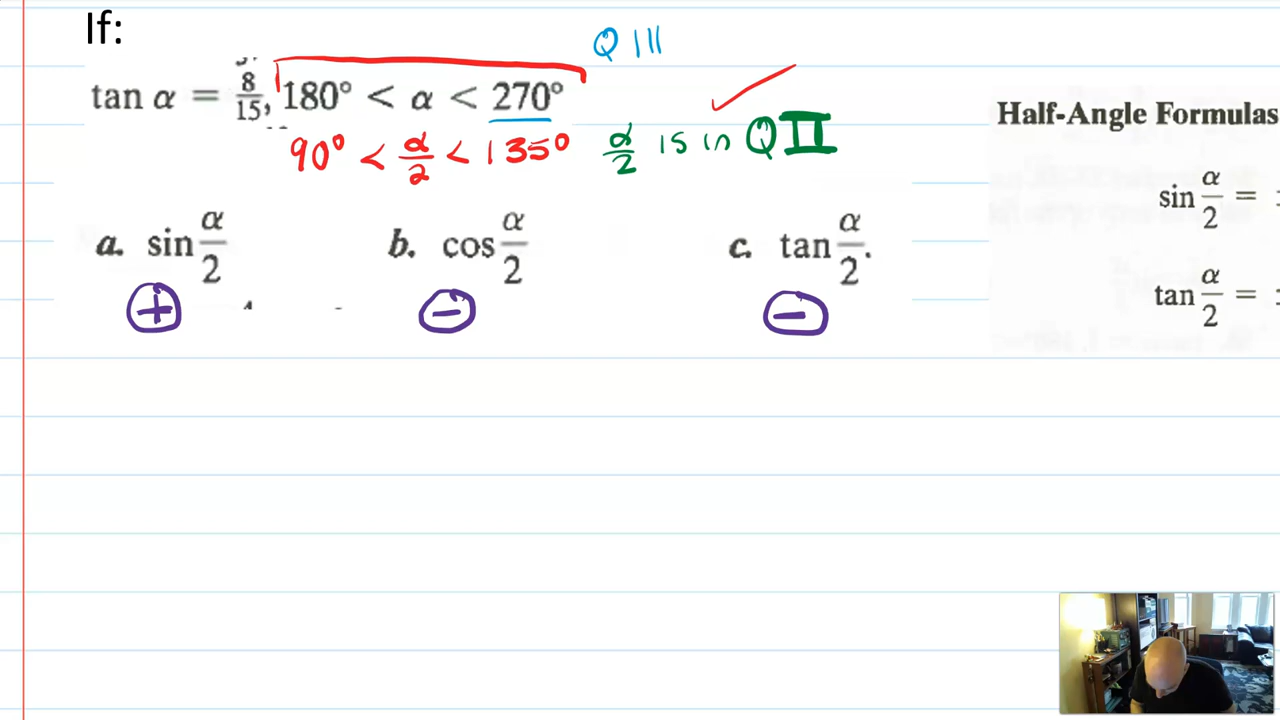 If:
Q III
tan α = 8/15, 180° < α < 270°
90° < α/2 < 135° α/2 is in Q II
Half-Angle Formulas
sin α/2 =
tan α/2 =
a. sin α/2 b. cos α/2 c. tan α/2.
+ − −